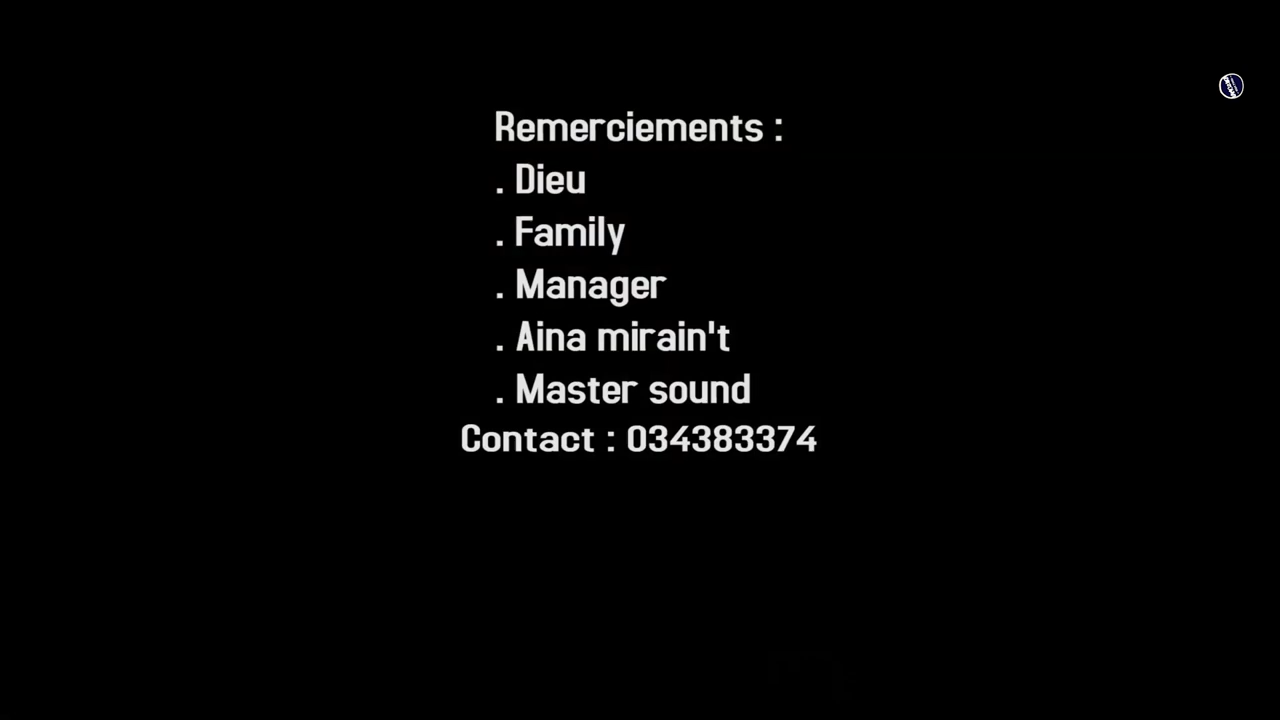 Remerciements :
. Dieu
. Family
. Manager
. Aina mirain't
. Master sound
Contact : 034383374